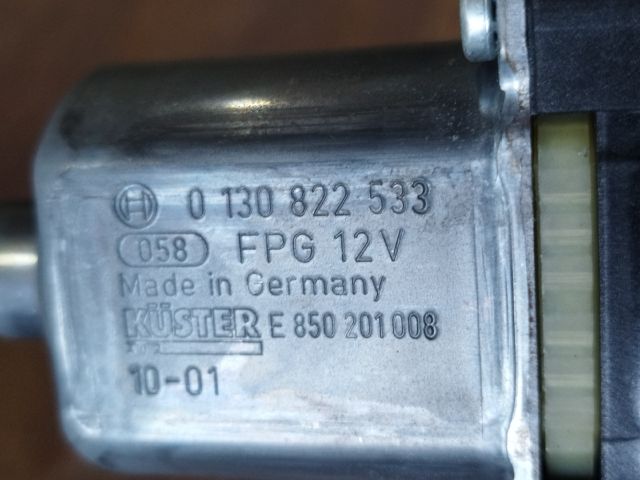 0 130 822 533
058 FPG 12V
Made in Germany
KÜSTER E 850 201 008
10-01